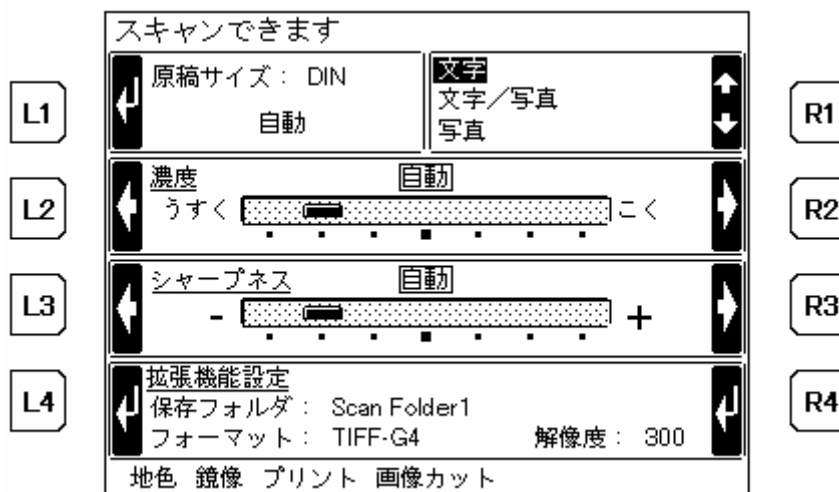 スキャンできます
L1
原稿サイズ： DIN
自動
文字
文字／写真
写真
R1
L2
濃度 自動
うすく こく
R2
L3
シャープネス 自動
- +
R3
L4
拡張機能設定
保存フォルダ： Scan Folder1
フォーマット： TIFF-G4 解像度： 300
R4
地色 鏡像 プリント 画像カット